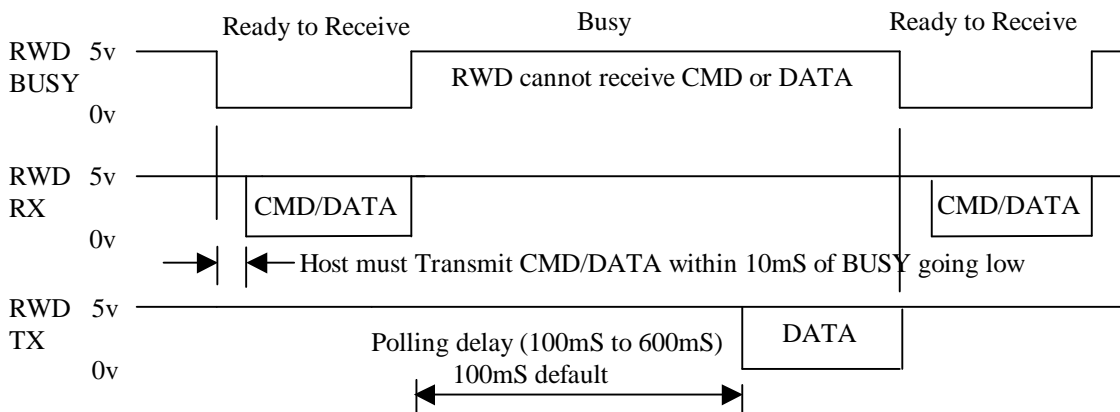 Ready to Receive Busy Ready to Receive
RWD 5v
BUSY
RWD cannot receive CMD or DATA
0v
RWD 5v
RX
CMD/DATA CMD/DATA
0v
Host must Transmit CMD/DATA within 10mS of BUSY going low
RWD 5v
TX
DATA
Polling delay (100mS to 600mS)
0v
100mS default